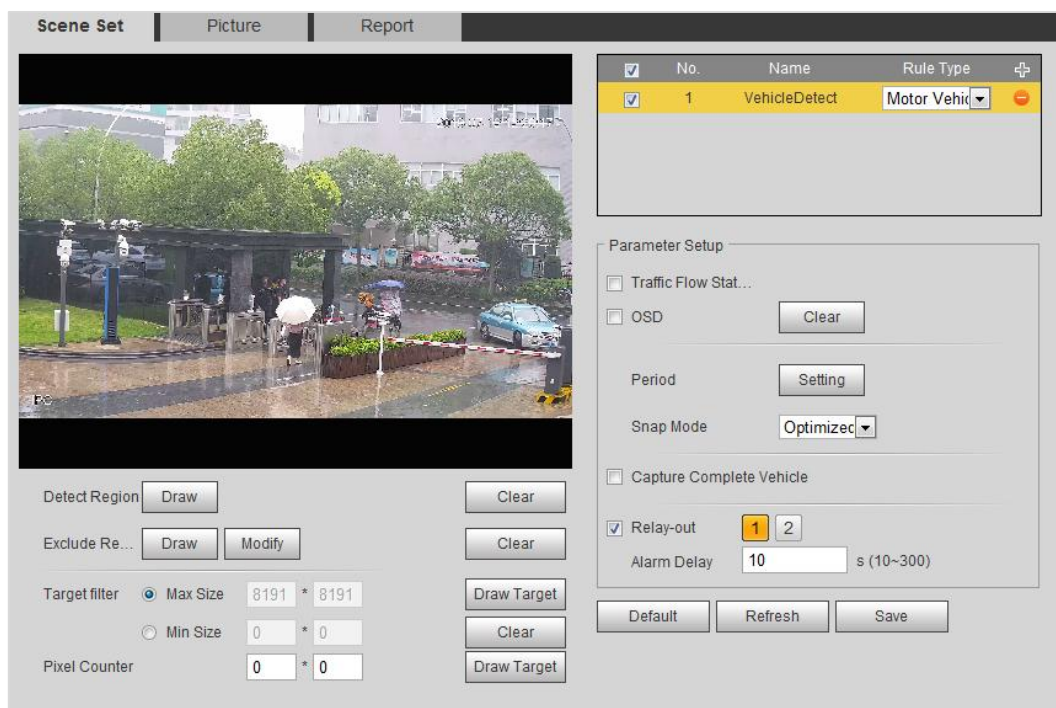 Scene Set Picture Report
No. Name Rule Type
1 VehicleDetect Motor Vehic
Parameter Setup
Traffic Flow Stat...
OSD Clear
Period Setting
Snap Mode Optimized
Capture Complete Vehicle
Relay-out 1 2
Alarm Delay 10 s (10~300)
Default Refresh Save
IPC
Detect Region Draw Clear
Exclude Re... Draw Modify Clear
Target filter Max Size 8191 * 8191 Draw Target
Min Size 0 * 0 Clear
Pixel Counter 0 * 0 Draw Target